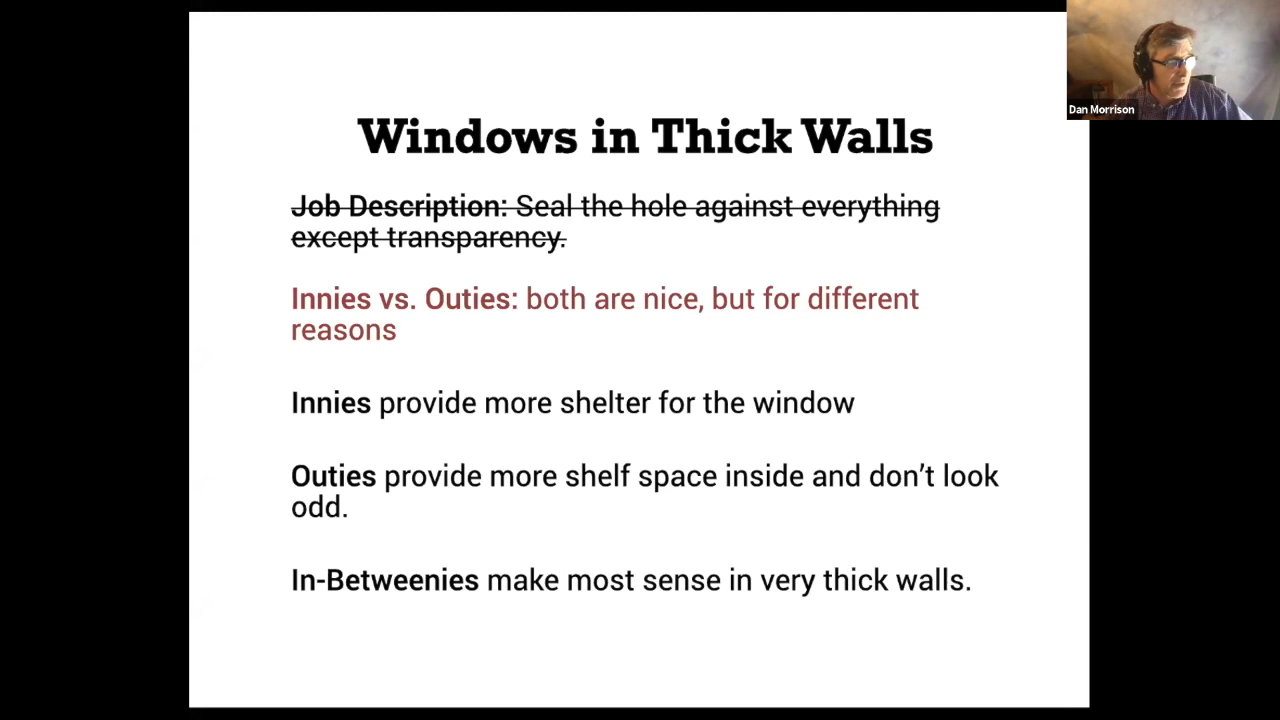 Windows in Thick Walls
Job Description: Seal the hole against everything
except transparency.
Innies vs. Outies: both are nice, but for different
reasons
Innies provide more shelter for the window
Outies provide more shelf space inside and don’t look
odd.
In-Betweenies make most sense in very thick walls.
Dan Morrison